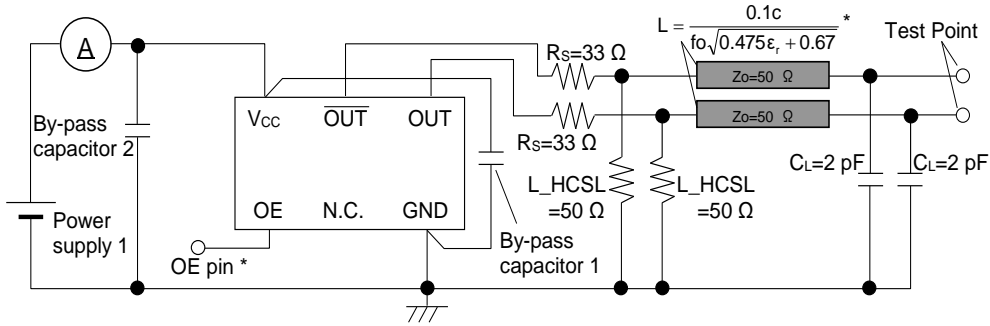 A
L = 0.1c / fo√0.475εr + 0.67 *
Test Point
RS=33 Ω
Zo=50 Ω
Zo=50 Ω
VCC OUT OUT
By-pass
capacitor 2
RS=33 Ω
CL=2 pF CL=2 pF
L_HCSL
=50 Ω
L_HCSL
=50 Ω
OE N.C. GND
Power
supply 1
By-pass
capacitor 1
OE pin *